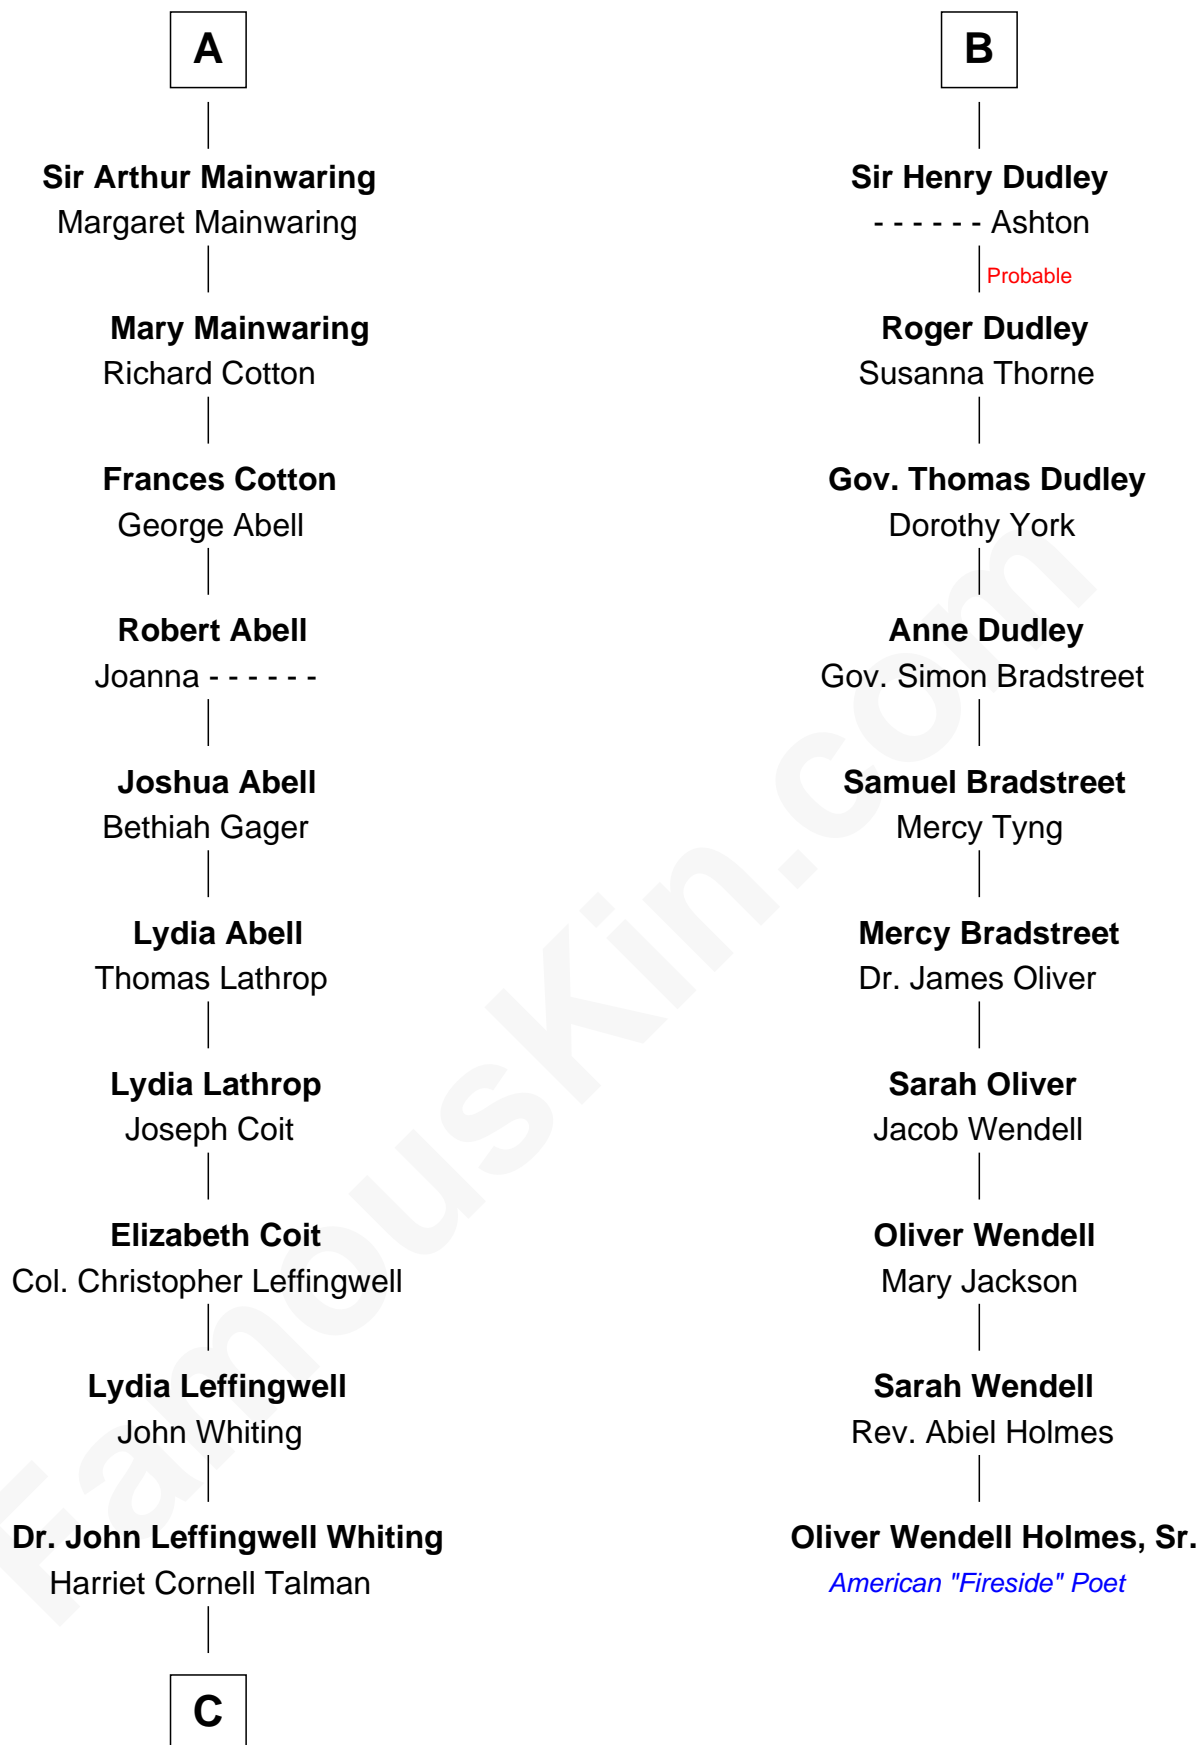 A
Sir Arthur Mainwaring
Margaret Mainwaring
Mary Mainwaring
Richard Cotton
Frances Cotton
George Abell
Robert Abell
Joanna - - - - - -
Joshua Abell
Bethiah Gager
Lydia Abell
Thomas Lathrop
Lydia Lathrop
Joseph Coit
Elizabeth Coit
Col. Christopher Leffingwell
Lydia Leffingwell
John Whiting
Dr. John Leffingwell Whiting
Harriet Cornell Talman
C
B
Sir Henry Dudley
- - - - - - Ashton
Probable
Roger Dudley
Susanna Thorne
Gov. Thomas Dudley
Dorothy York
Anne Dudley
Gov. Simon Bradstreet
Samuel Bradstreet
Mercy Tyng
Mercy Bradstreet
Dr. James Oliver
Sarah Oliver
Jacob Wendell
Oliver Wendell
Mary Jackson
Sarah Wendell
Rev. Abiel Holmes
Oliver Wendell Holmes, Sr.
American "Fireside" Poet
FamousKin.com